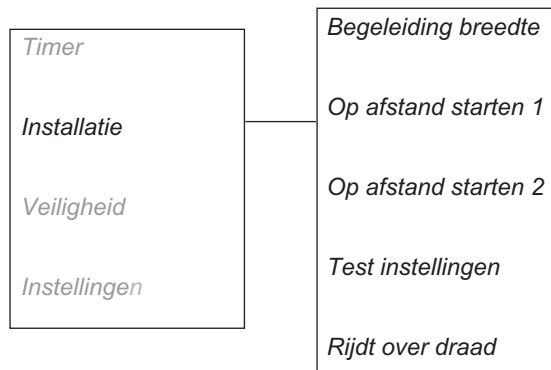 Timer
Installatie
Veiligheid
Instellingen
Begeleiding breedte
Op afstand starten 1
Op afstand starten 2
Test instellingen
Rijdt over draad